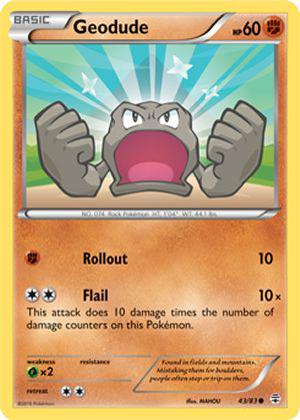 BASIC
Geodude
HP 60
NO. 074 Rock Pokémon HT: 1'04" WT: 44.1 lbs.
Rollout 10
Flail 10×
This attack does 10 damage times the number of
damage counters on this Pokémon.
weakness resistance
×2
Found in fields and mountains.
Mistaking them for boulders,
people often step or trip on them.
retreat
©2015 Pokémon
Illus. MAHOU
43/83